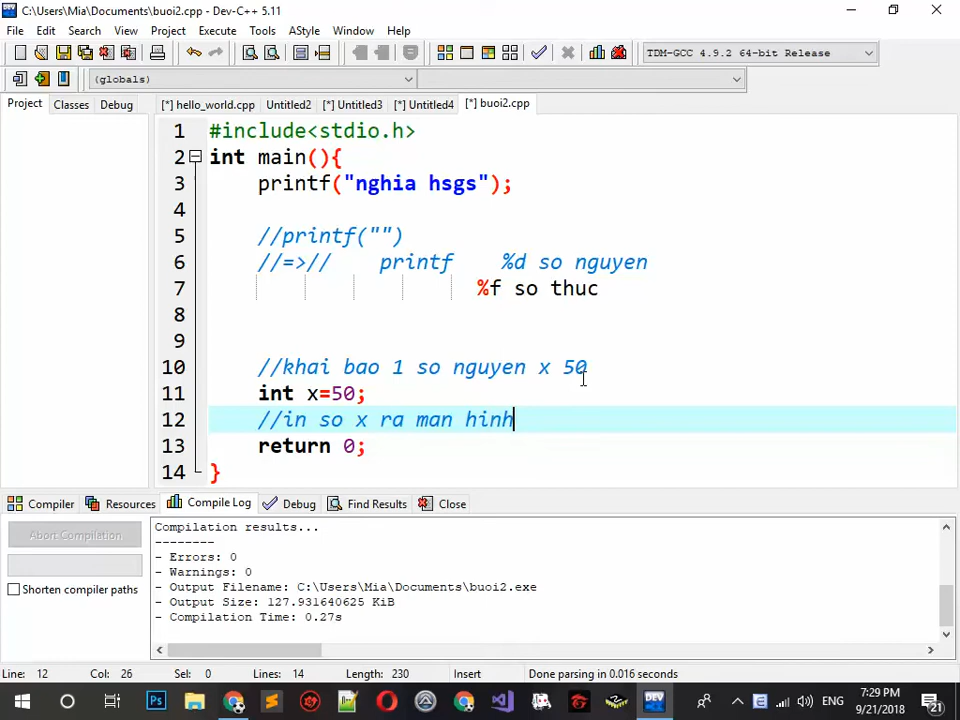 C:\Users\Mia\Documents\buoi2.cpp - Dev-C++ 5.11
File Edit Search View Project Execute Tools AStyle Window Help
TDM-GCC 4.9.2 64-bit Release
(globals)
Project Classes Debug [*] hello_world.cpp Untitled2 [*] Untitled3 [*] Untitled4 [*] buoi2.cpp
1 #include<stdio.h>
2 int main(){
3 printf("nghia hsgs");
4
5 //printf("")
6 //=>// printf %d so nguyen
7 %f so thuc
8
9
10 //khai bao 1 so nguyen x 50
11 int x=50;
12 //in so x ra man hinh
13 return 0;
14 }
Compiler Resources Compile Log Debug Find Results Close
Abort Compilation
Shorten compiler paths
Compilation results...
--------
- Errors: 0
- Warnings: 0
- Output Filename: C:\Users\Mia\Documents\buoi2.exe
- Output Size: 127.931640625 KiB
- Compilation Time: 0.27s
Line: 12 Col: 26 Sel: 0 Lines: 14 Length: 230 Insert Done parsing in 0.016 seconds
Ps DEV ENG 7:29 PM
9/21/2018 21